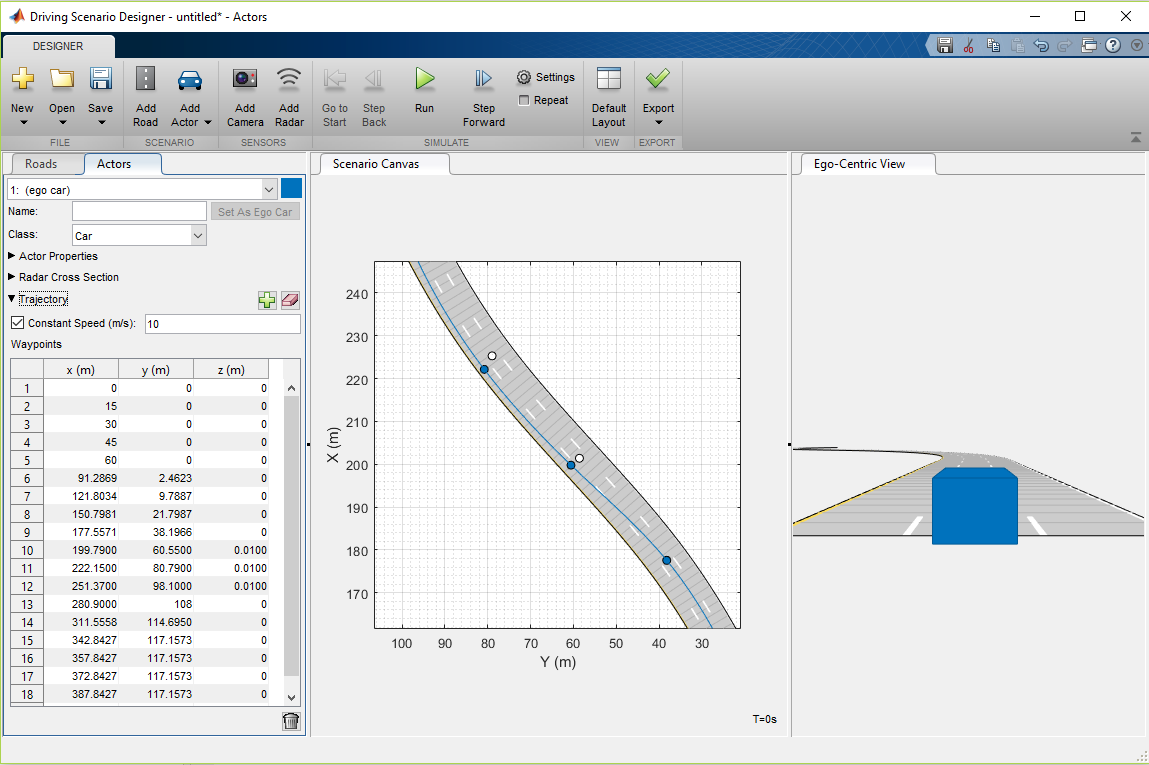 Driving Scenario Designer - untitled* - Actors
DESIGNER
New
Open
Save
Add Road
Add Actor
Add Camera
Add Radar
Go to Start
Step Back
Run
Step Forward
Settings
Repeat
Default Layout
Export
FILE
SCENARIO
SENSORS
SIMULATE
VIEW
EXPORT
Roads
Actors
1: (ego car)
Name:
Set As Ego Car
Class:
Car
Actor Properties
Radar Cross Section
Trajectory
Constant Speed (m/s):
10
Waypoints
x (m) y (m) z (m)
1 0 0 0
2 15 0 0
3 30 0 0
4 45 0 0
5 60 0 0
6 91.2869 2.4623 0
7 121.8034 9.7887 0
8 150.7981 21.7987 0
9 177.5571 38.1966 0
10 199.7900 60.5500 0.0100
11 222.1500 80.7900 0.0100
12 251.3700 98.1000 0.0100
13 280.9000 108 0
14 311.5558 114.6950 0
15 342.8427 117.1573 0
16 357.8427 117.1573 0
17 372.8427 117.1573 0
18 387.8427 117.1573 0
Scenario Canvas
240
230
220
210
200
190
180
170
X (m)
100 90 80 70 60 50 40 30
Y (m)
T=0s
Ego-Centric View